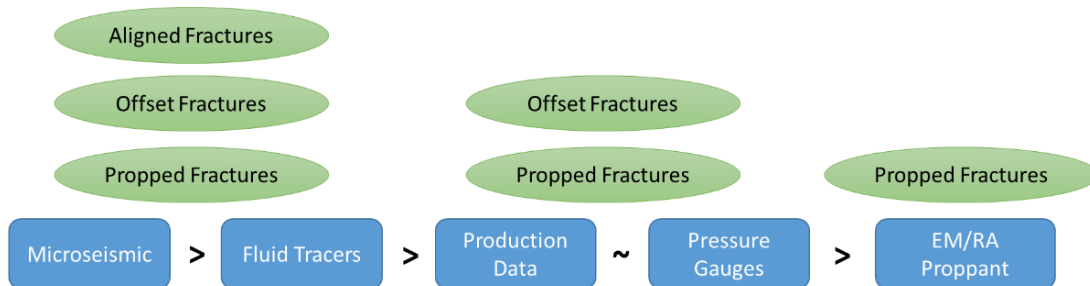 Aligned Fractures
Offset Fractures
Offset Fractures
Propped Fractures
Propped Fractures
Propped Fractures
Microseismic
>
Fluid Tracers
>
Production
Data
~
Pressure
Gauges
>
EM/RA
Proppant